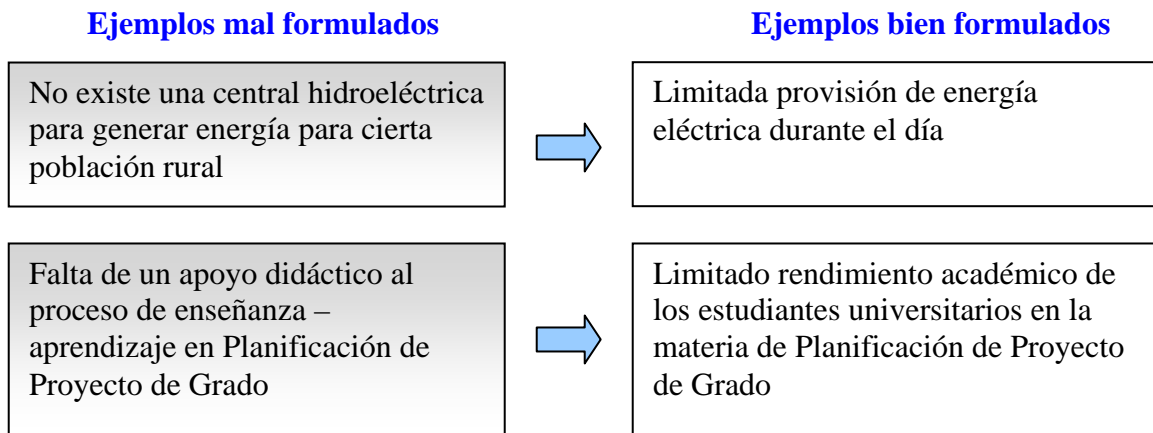 Ejemplos mal formulados
Ejemplos bien formulados
No existe una central hidroeléctrica
para generar energía para cierta
población rural
Limitada provisión de energía
eléctrica durante el día
Falta de un apoyo didáctico al
proceso de enseñanza –
aprendizaje en Planificación de
Proyecto de Grado
Limitado rendimiento académico de
los estudiantes universitarios en la
materia de Planificación de Proyecto
de Grado